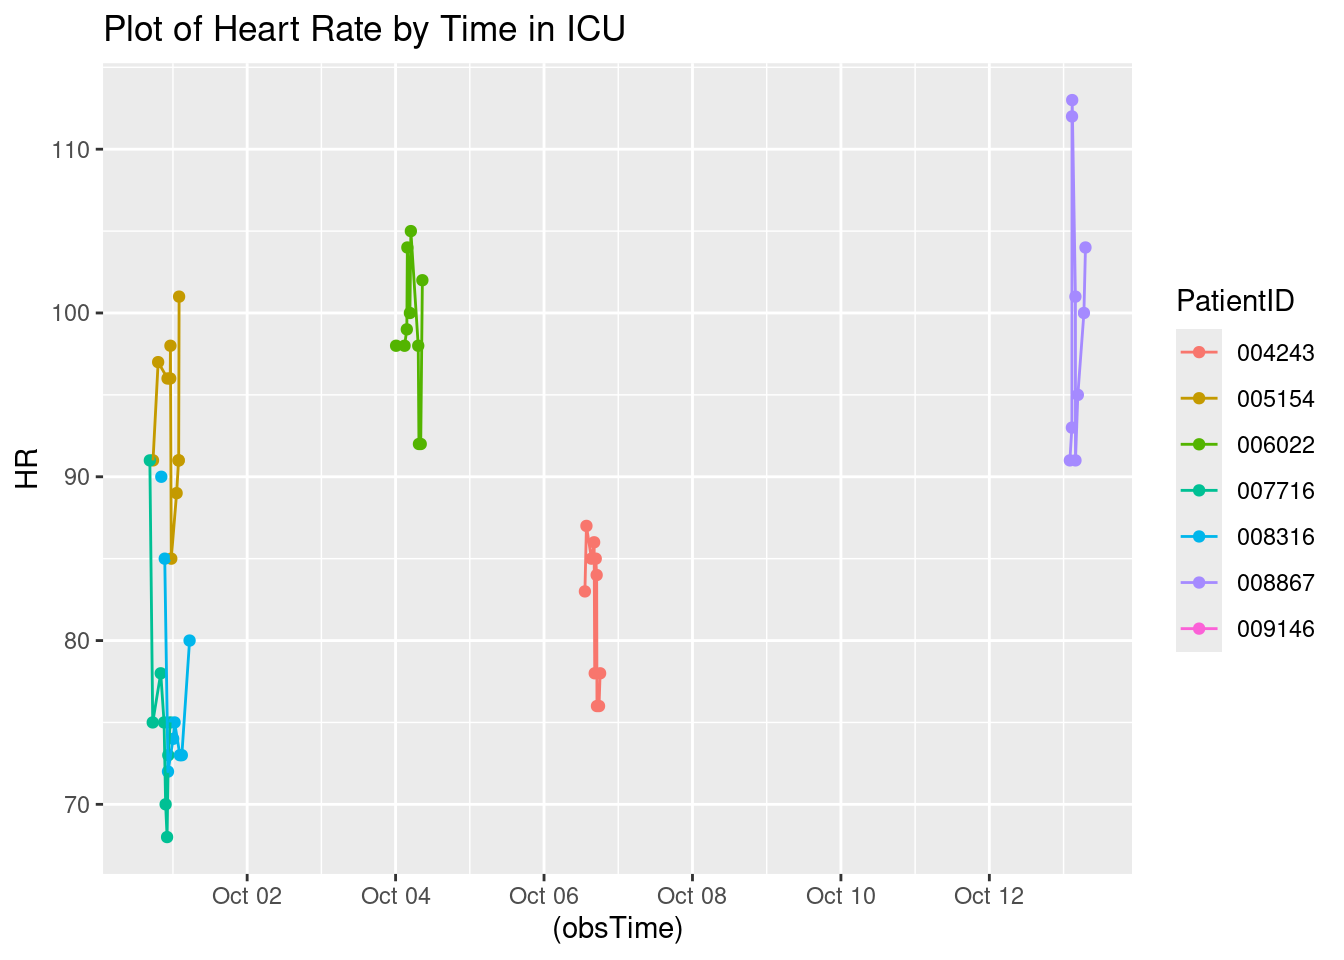 Plot of Heart Rate by Time in ICU
110
100
90
80
70
HR
Oct 02
Oct 04
Oct 06
Oct 08
Oct 10
Oct 12
(obsTime)
PatientID
004243
005154
006022
007716
008316
008867
009146